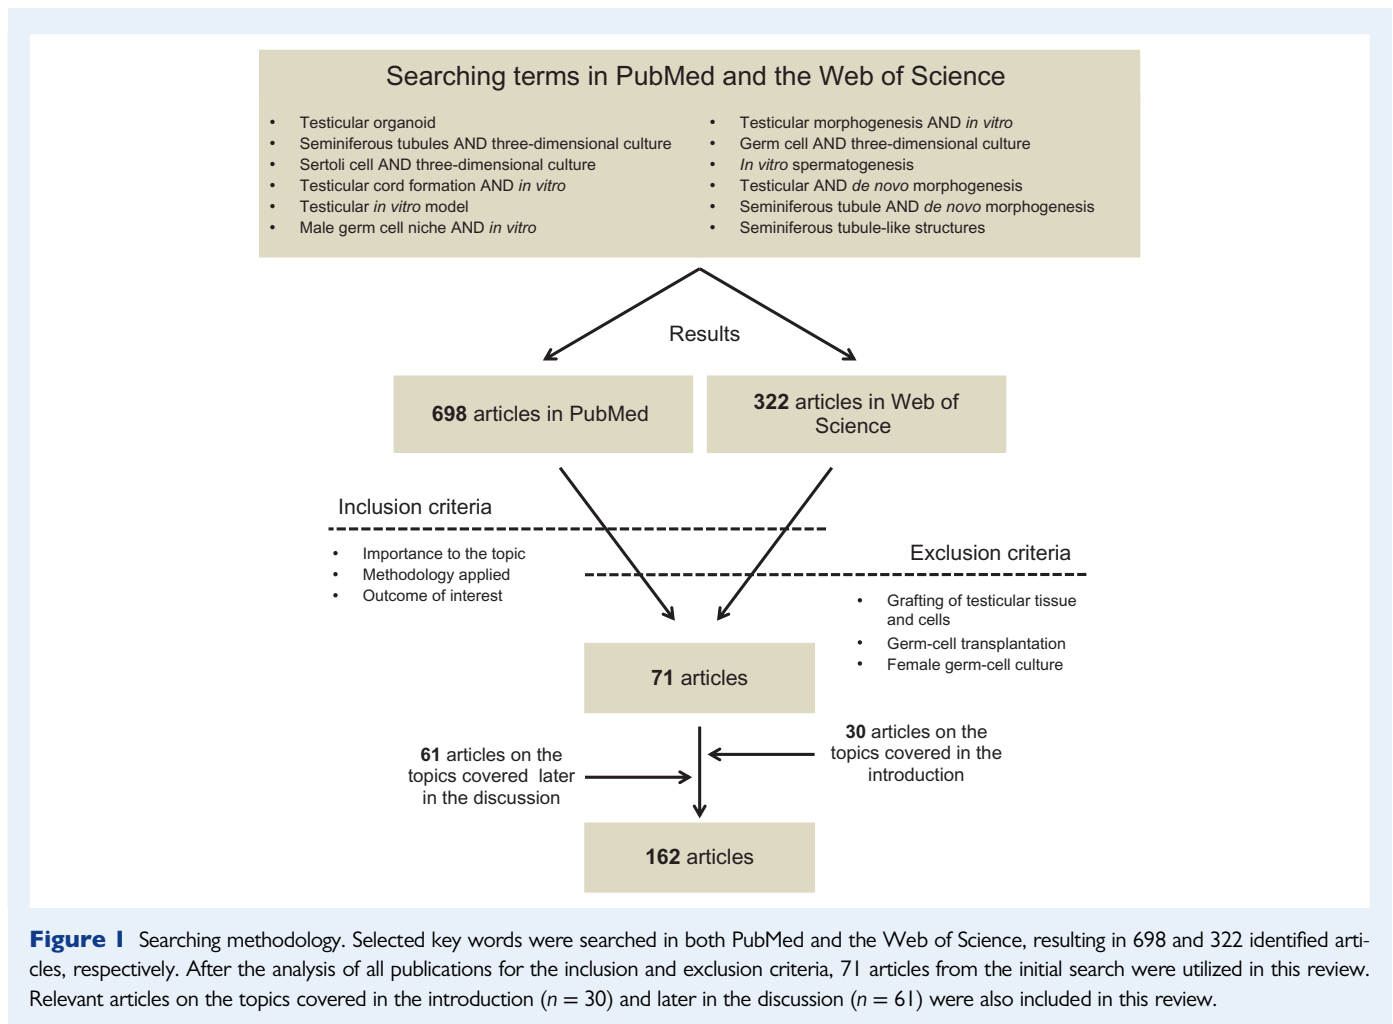 Searching terms in PubMed and the Web of Science
• Testicular organoid
• Seminiferous tubules AND three-dimensional culture
• Sertoli cell AND three-dimensional culture
• Testicular cord formation AND in vitro
• Testicular in vitro model
• Male germ cell niche AND in vitro
• Testicular morphogenesis AND in vitro
• Germ cell AND three-dimensional culture
• In vitro spermatogenesis
• Testicular AND de novo morphogenesis
• Seminiferous tubule AND de novo morphogenesis
• Seminiferous tubule-like structures
Results
698 articles in PubMed
322 articles in Web of
Science
Inclusion criteria
• Importance to the topic
• Methodology applied
• Outcome of interest
Exclusion criteria
• Grafting of testicular tissue
and cells
• Germ-cell transplantation
• Female germ-cell culture
71 articles
61 articles on the
topics covered later
in the discussion
30 articles on the
topics covered in the
introduction
162 articles
Figure 1 Searching methodology. Selected key words were searched in both PubMed and the Web of Science, resulting in 698 and 322 identified arti-
cles, respectively. After the analysis of all publications for the inclusion and exclusion criteria, 71 articles from the initial search were utilized in this review.
Relevant articles on the topics covered in the introduction (n = 30) and later in the discussion (n = 61) were also included in this review.